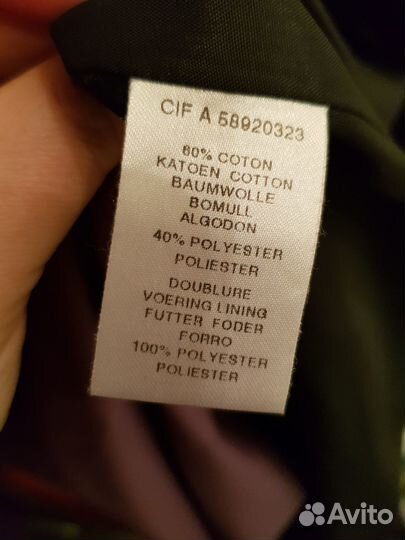 CIF A 58920323
60% COTON
KATOEN COTTON
BAUMWOLLE
BOMULL
ALGODON
40% POLYESTER
POLIESTER
DOUBLURE
VOERING LINING
FUTTER FODER
FORRO
100% POLYESTER
POLIESTER
Avito